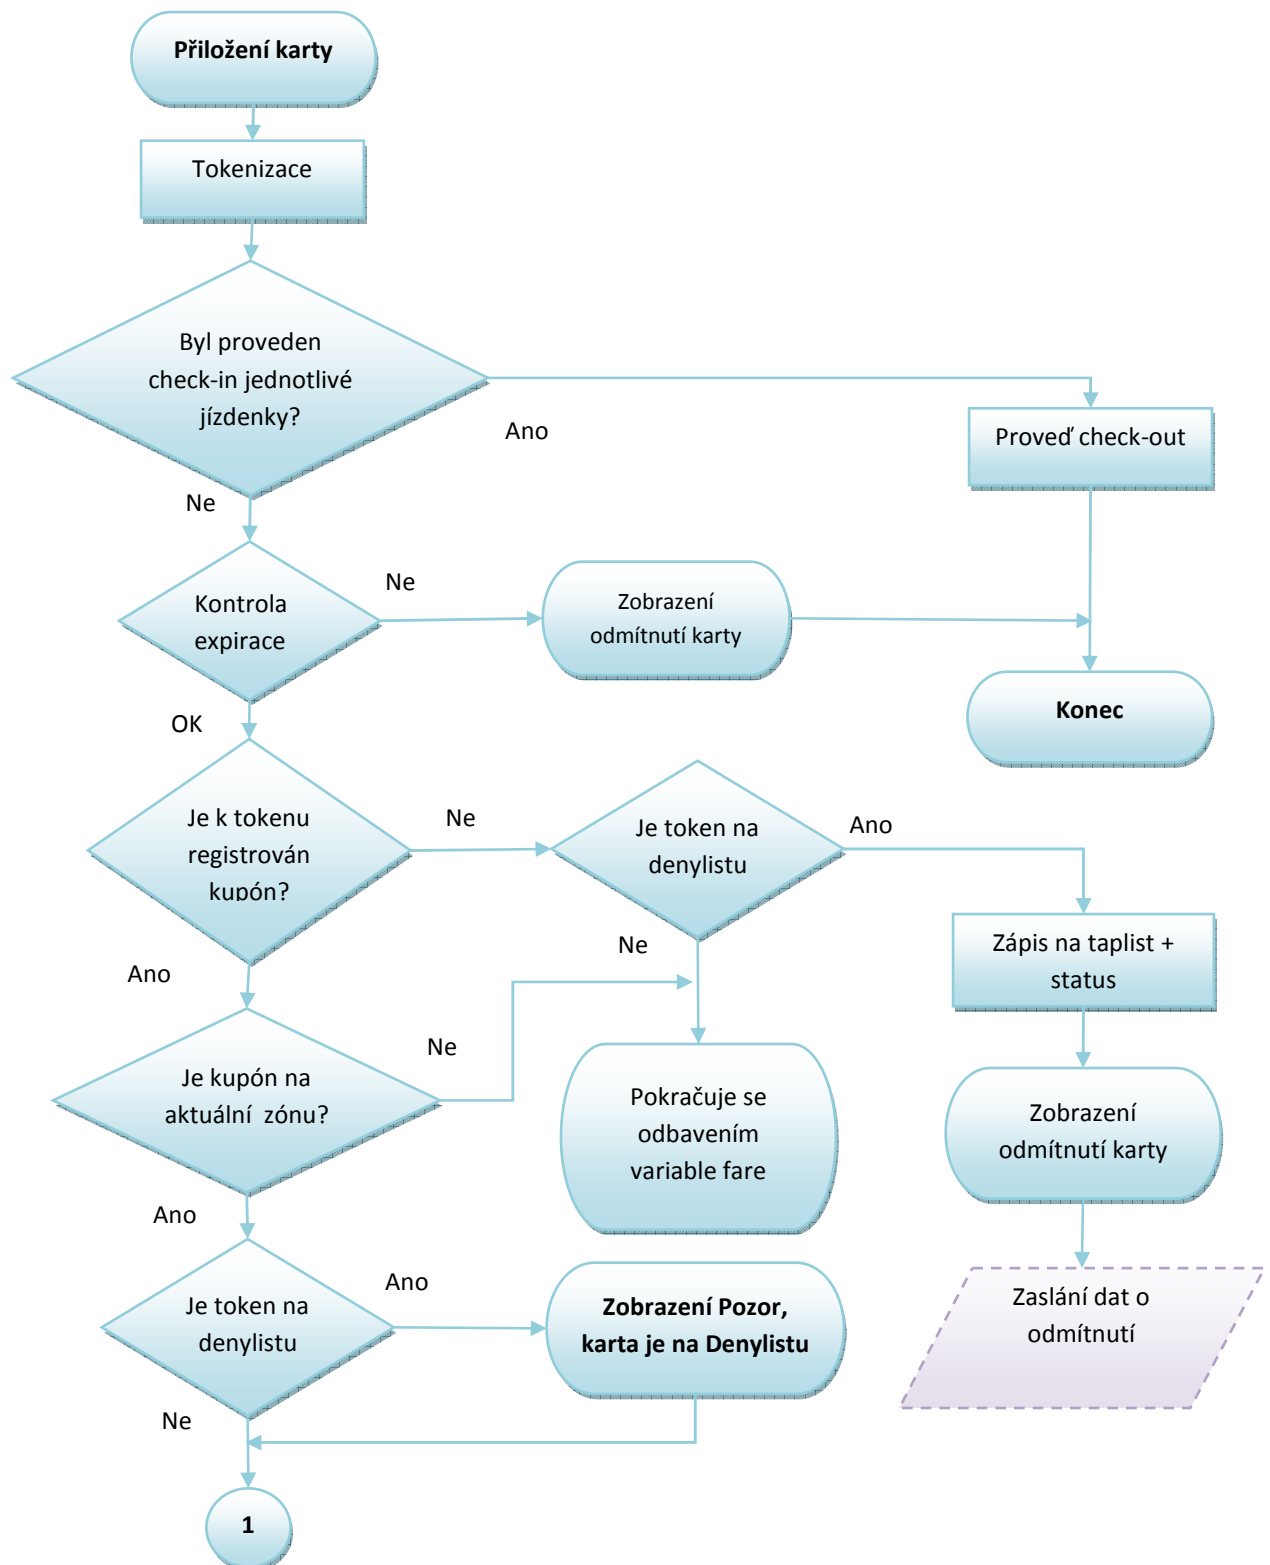 Přiložení karty
Tokenizace
Byl proveden
check-in jednotlivé
jízdenky?
Ano
Proveď check-out
Ne
Kontrola
expirace
Ne
Zobrazení
odmítnutí karty
Konec
OK
Je k tokenu
registrován
kupón?
Ne
Je token na
denylistu
Ano
Zápis na taplist +
status
Ne
Ano
Je kupón na
aktuální  zónu?
Ne
Pokračuje se
odbavením
variable fare
Zobrazení
odmítnutí karty
Zaslání dat o
odmítnutí
Ano
Je token na
denylistu
Ano
Zobrazení Pozor,
karta je na Denylistu
Ne
1